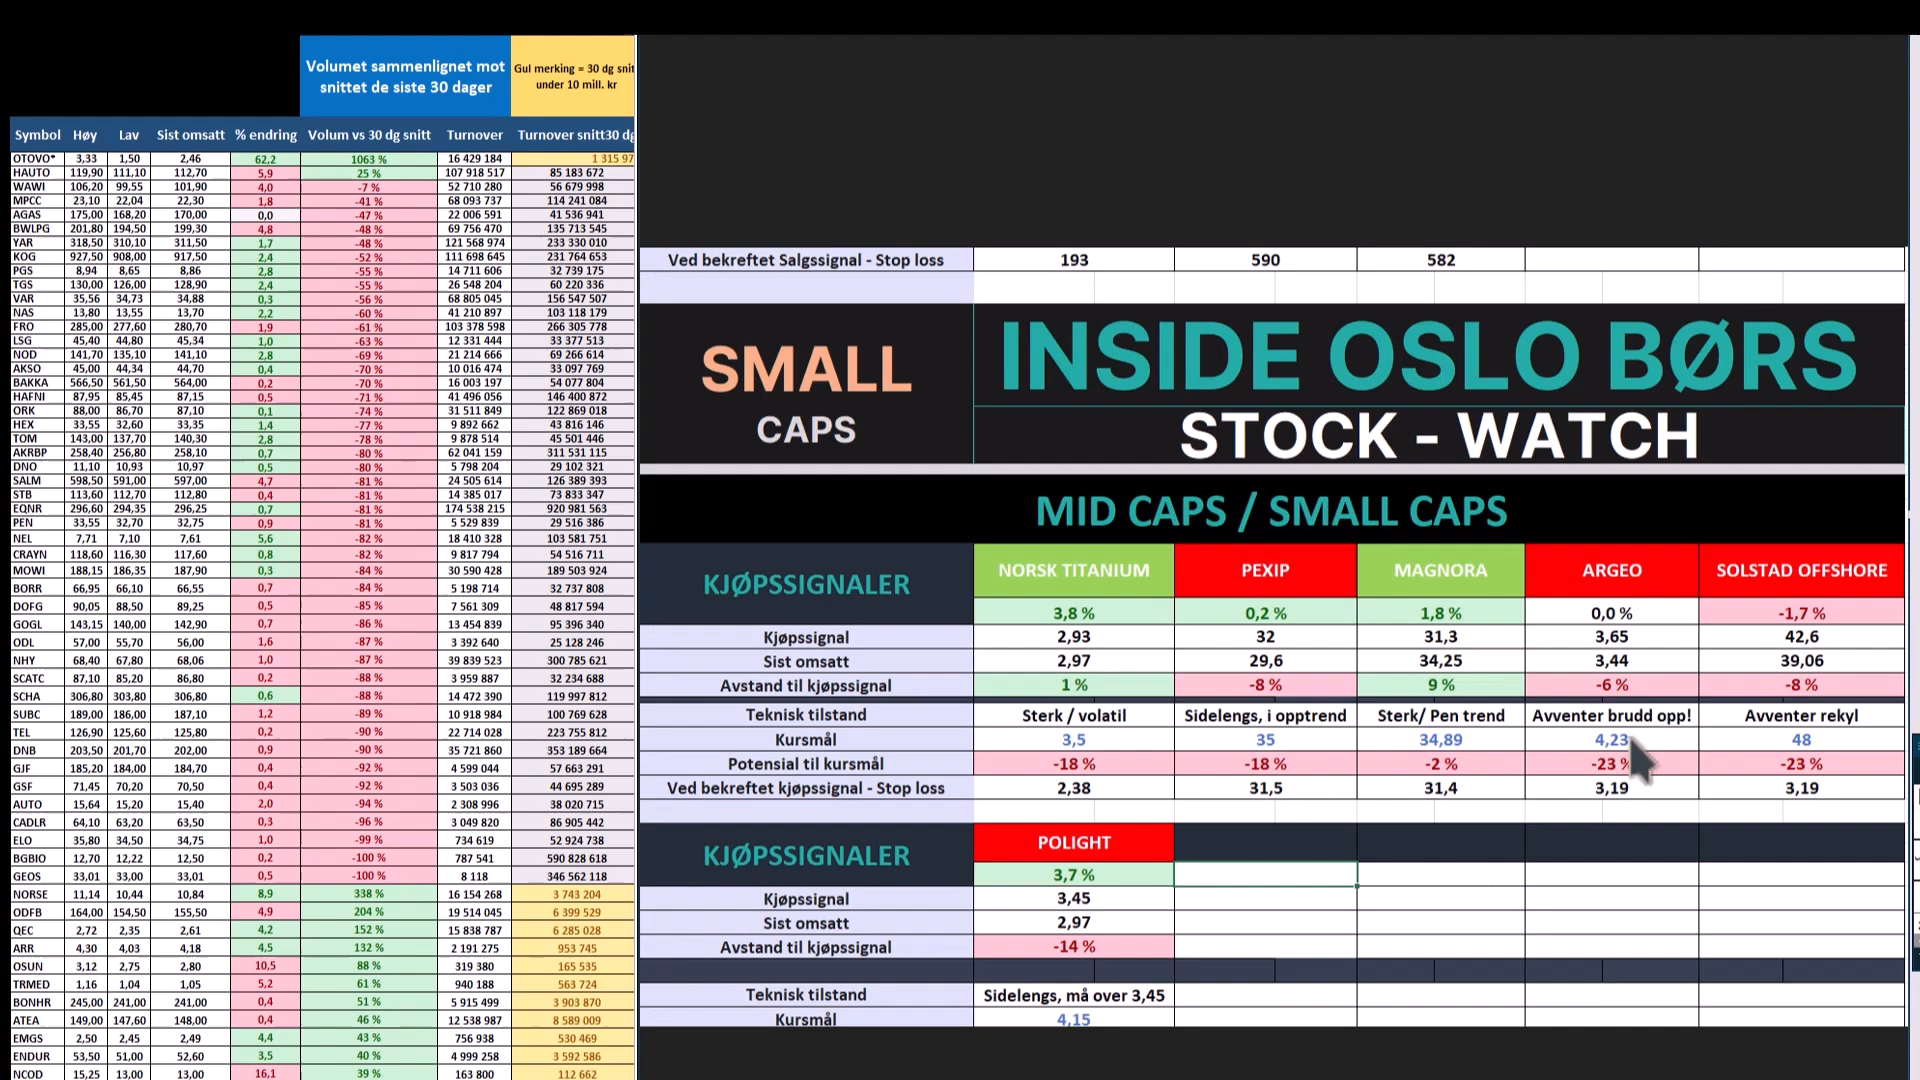 Volumet sammenlignet mot
snittet de siste 30 dager
Gul merking = 30 dg snit
under 10 mill. kr
Symbol Høy Lav Sist omsatt % endring Volum vs 30 dg snitt Turnover Turnover snitt30 dg
OTOVO* 3,33 1,50 2,46 62,2 1063 % 16 429 184 1 315 97
HAUTO 119,90 111,10 112,70 5,9 25 % 107 918 517 85 183 672
WAWI 106,20 99,55 101,90 4,0 -7 % 52 710 280 56 679 998
MPCC 23,10 22,04 22,30 1,8 -41 % 68 093 737 114 241 084
AGAS 175,00 168,20 170,00 0,0 -47 % 22 006 591 41 536 941
BWLPG 201,80 194,50 199,30 4,8 -48 % 69 756 470 135 713 545
YAR 318,50 310,10 311,50 1,7 -48 % 121 568 974 233 330 010
KOG 927,50 908,00 917,50 2,4 -52 % 111 698 645 231 764 653
PGS 8,94 8,65 8,86 2,8 -55 % 14 711 606 32 739 175
TGS 130,00 126,00 128,90 2,4 -55 % 26 548 204 60 220 336
VAR 35,56 34,73 34,88 0,3 -56 % 68 805 045 156 547 507
NAS 13,80 13,55 13,70 2,2 -60 % 41 210 897 103 118 179
FRO 285,00 277,60 280,70 1,9 -61 % 103 378 598 266 305 778
LSG 45,40 44,80 45,34 1,0 -63 % 12 331 444 33 377 513
NOD 141,70 135,10 141,10 2,8 -69 % 21 214 666 69 266 614
AKSO 45,00 44,34 44,70 0,4 -70 % 10 016 474 33 097 769
BAKKA 566,50 561,50 564,00 0,2 -70 % 16 003 197 54 077 804
HAFNI 87,95 85,45 87,15 0,5 -71 % 41 496 056 146 400 872
ORK 88,00 86,70 87,10 0,1 -74 % 31 511 849 122 869 018
HEX 33,55 32,60 33,35 1,4 -77 % 9 892 662 43 816 146
TOM 143,00 137,70 140,30 2,8 -78 % 9 878 514 45 501 446
AKRBP 258,40 256,80 258,10 0,7 -80 % 62 041 159 311 531 115
DNO 11,10 10,93 10,97 0,5 -80 % 5 798 204 29 102 321
SALM 598,50 591,00 597,00 4,7 -81 % 24 505 614 126 389 393
STB 113,60 112,70 112,80 0,4 -81 % 14 385 017 73 833 347
EQNR 296,60 294,35 296,25 0,7 -81 % 174 538 215 920 981 563
PEN 33,55 32,70 32,75 0,9 -81 % 5 529 839 29 516 386
NEL 7,71 7,10 7,61 5,6 -82 % 18 410 328 103 581 751
CRAYN 118,60 116,30 117,60 0,8 -82 % 9 817 794 54 516 711
MOWI 188,15 186,35 187,90 0,3 -84 % 30 590 428 189 503 924
BORR 66,95 66,10 66,55 0,7 -84 % 5 198 714 32 737 808
DOFG 90,05 88,50 89,25 0,5 -85 % 7 561 309 48 817 594
GOGL 143,15 140,00 142,90 0,7 -86 % 13 454 839 95 396 340
ODL 57,00 55,70 56,00 1,6 -87 % 3 392 640 25 128 246
NHY 68,40 67,80 68,06 1,0 -87 % 39 839 523 300 785 621
SCATC 87,10 85,20 86,80 0,2 -88 % 3 959 887 32 234 688
SCHA 306,80 303,80 306,80 0,6 -88 % 14 472 390 119 997 812
SUBC 189,00 186,00 187,10 1,2 -89 % 10 918 984 100 769 628
TEL 126,90 125,60 125,80 0,2 -90 % 22 714 028 223 755 812
DNB 203,50 201,70 202,00 0,9 -90 % 35 721 860 353 189 664
GJF 185,20 184,00 184,70 0,4 -92 % 4 599 044 57 663 291
GSF 71,45 70,20 70,50 0,4 -92 % 3 503 036 44 695 289
AUTO 15,64 15,20 15,40 2,0 -94 % 2 308 996 38 020 715
CADLR 64,10 63,20 63,50 0,3 -96 % 3 049 820 86 905 442
ELO 35,80 34,50 34,75 1,0 -99 % 734 619 52 924 738
BGBIO 12,70 12,22 12,50 0,2 -100 % 787 541 590 828 618
GEOS 33,01 33,00 33,01 0,5 -100 % 8 118 346 562 118
NORSE 11,14 10,44 10,84 8,9 338 % 16 154 268 3 743 204
ODFB 164,00 154,50 155,50 4,9 204 % 19 514 045 6 399 529
QEC 2,72 2,35 2,61 4,2 152 % 15 838 787 6 285 028
ARR 4,30 4,03 4,18 4,5 132 % 2 191 275 953 745
OSUN 3,12 2,75 2,80 10,5 88 % 319 380 165 535
TRMED 1,16 1,04 1,05 5,2 61 % 940 188 563 724
BONHR 245,00 241,00 241,00 0,4 51 % 5 915 499 3 903 870
ATEA 149,00 147,60 148,00 0,4 46 % 12 538 987 8 589 009
EMGS 2,50 2,45 2,49 4,4 43 % 756 938 530 469
ENDUR 53,50 51,00 52,60 3,5 40 % 4 999 258 3 592 586
NCOD 15,25 13,00 13,00 16,1 39 % 163 800 112 662
Ved bekreftet Salgssignal - Stop loss 193 590 582
SMALL
CAPS
INSIDE OSLO BØRS
STOCK - WATCH
MID CAPS / SMALL CAPS
KJØPSSIGNALER NORSK TITANIUM PEXIP MAGNORA ARGEO SOLSTAD OFFSHORE
3,8 % 0,2 % 1,8 % 0,0 % -1,7 %
Kjøpssignal 2,93 32 31,3 3,65 42,6
Sist omsatt 2,97 29,6 34,25 3,44 39,06
Avstand til kjøpssignal 1 % -8 % 9 % -6 % -8 %
Teknisk tilstand Sterk / volatil Sidelengs, i opptrend Sterk/ Pen trend Avventer brudd opp! Avventer rekyl
Kursmål 3,5 35 34,89 4,23 48
Potensial til kursmål -18 % -18 % -2 % -23 % -23 %
Ved bekreftet kjøpssignal - Stop loss 2,38 31,5 31,4 3,19 3,19
KJØPSSIGNALER POLIGHT
3,7 %
Kjøpssignal 3,45
Sist omsatt 2,97
Avstand til kjøpssignal -14 %
Teknisk tilstand Sidelengs, må over 3,45
Kursmål 4,15